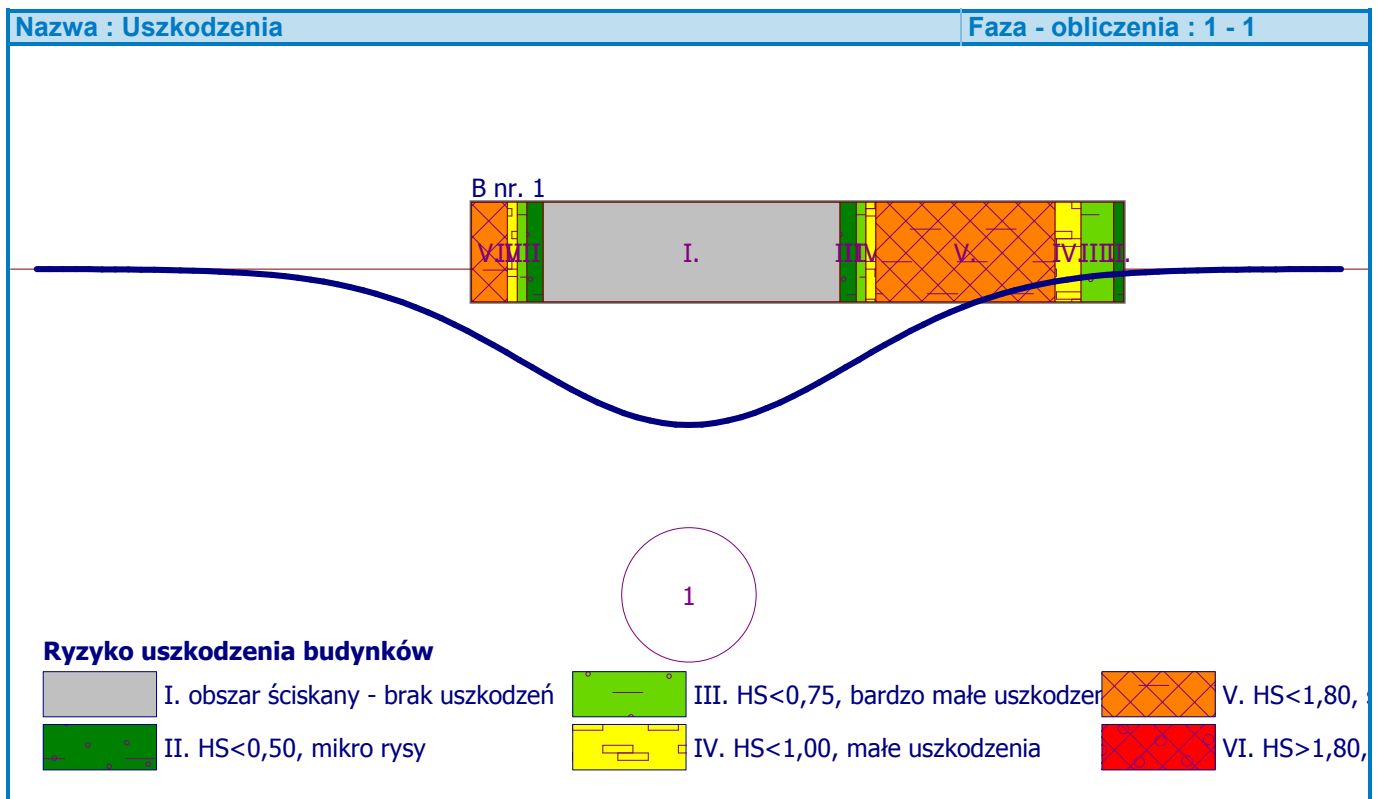 Nazwa : Uszkodzenia Faza - obliczenia : 1 - 1
B nr. 1
V. I. V. I.
1
Ryzyko uszkodzenia budynków
I. obszar ściskany - brak uszkodzeń III. HS<0,75, bardzo małe uszkodzen V. HS<1,80,
II. HS<0,50, mikro rysy IV. HS<1,00, małe uszkodzenia VI. HS>1,80,